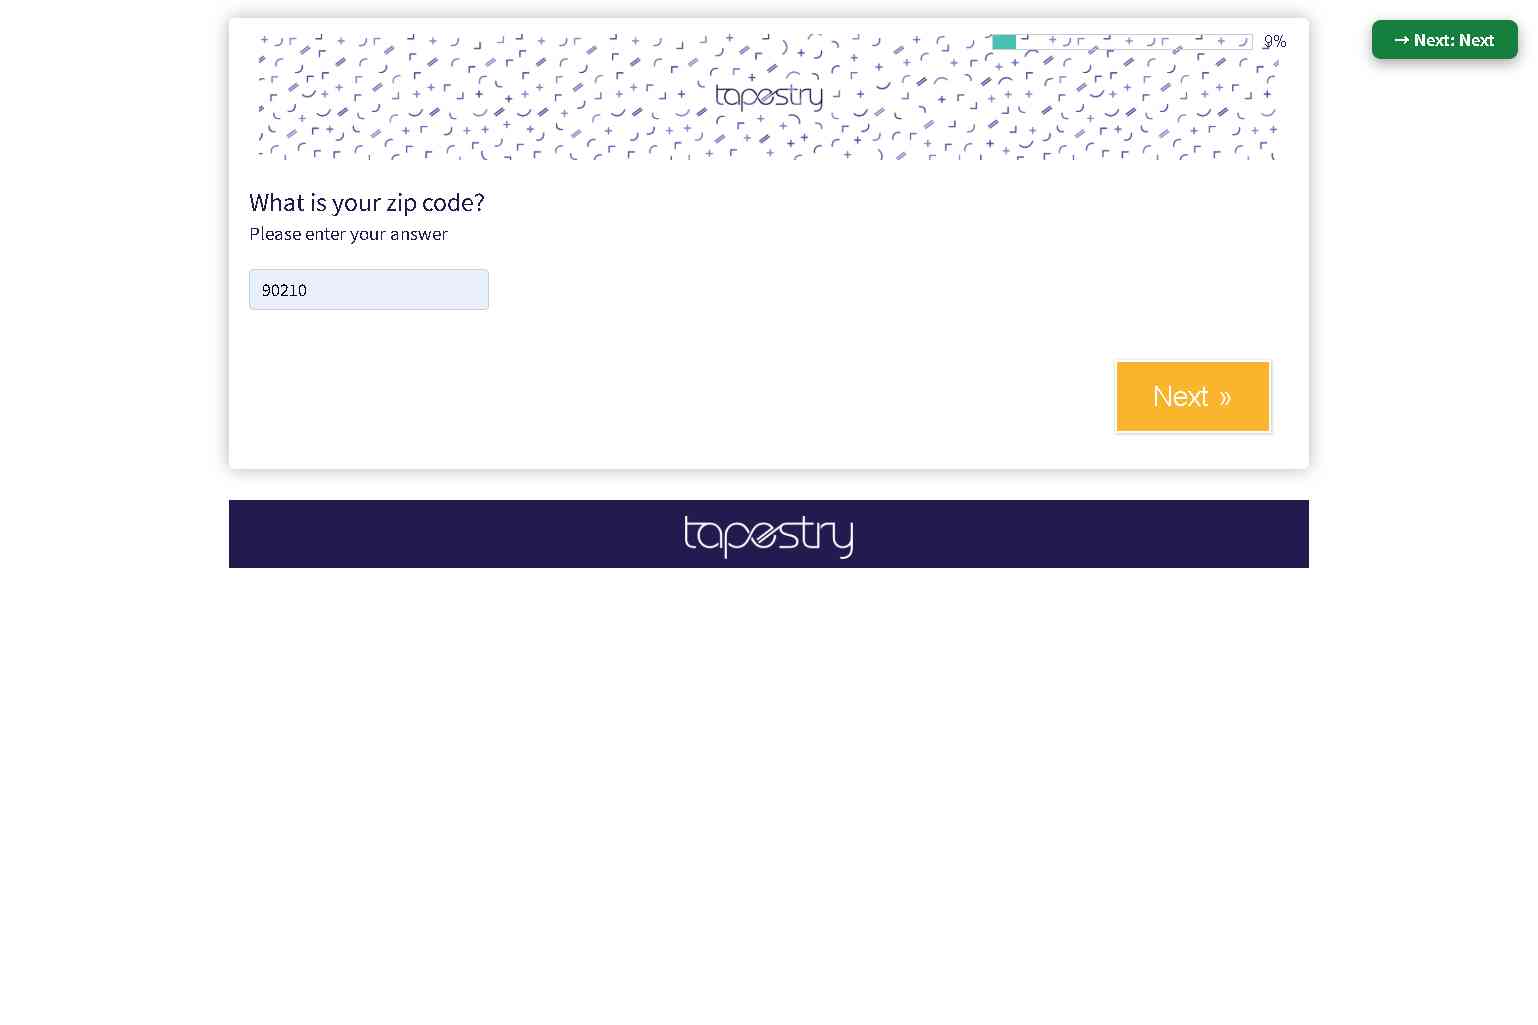 9%
→ Next: Next
tapestry
What is your zip code?
Please enter your answer
90210
Next »
tapestry